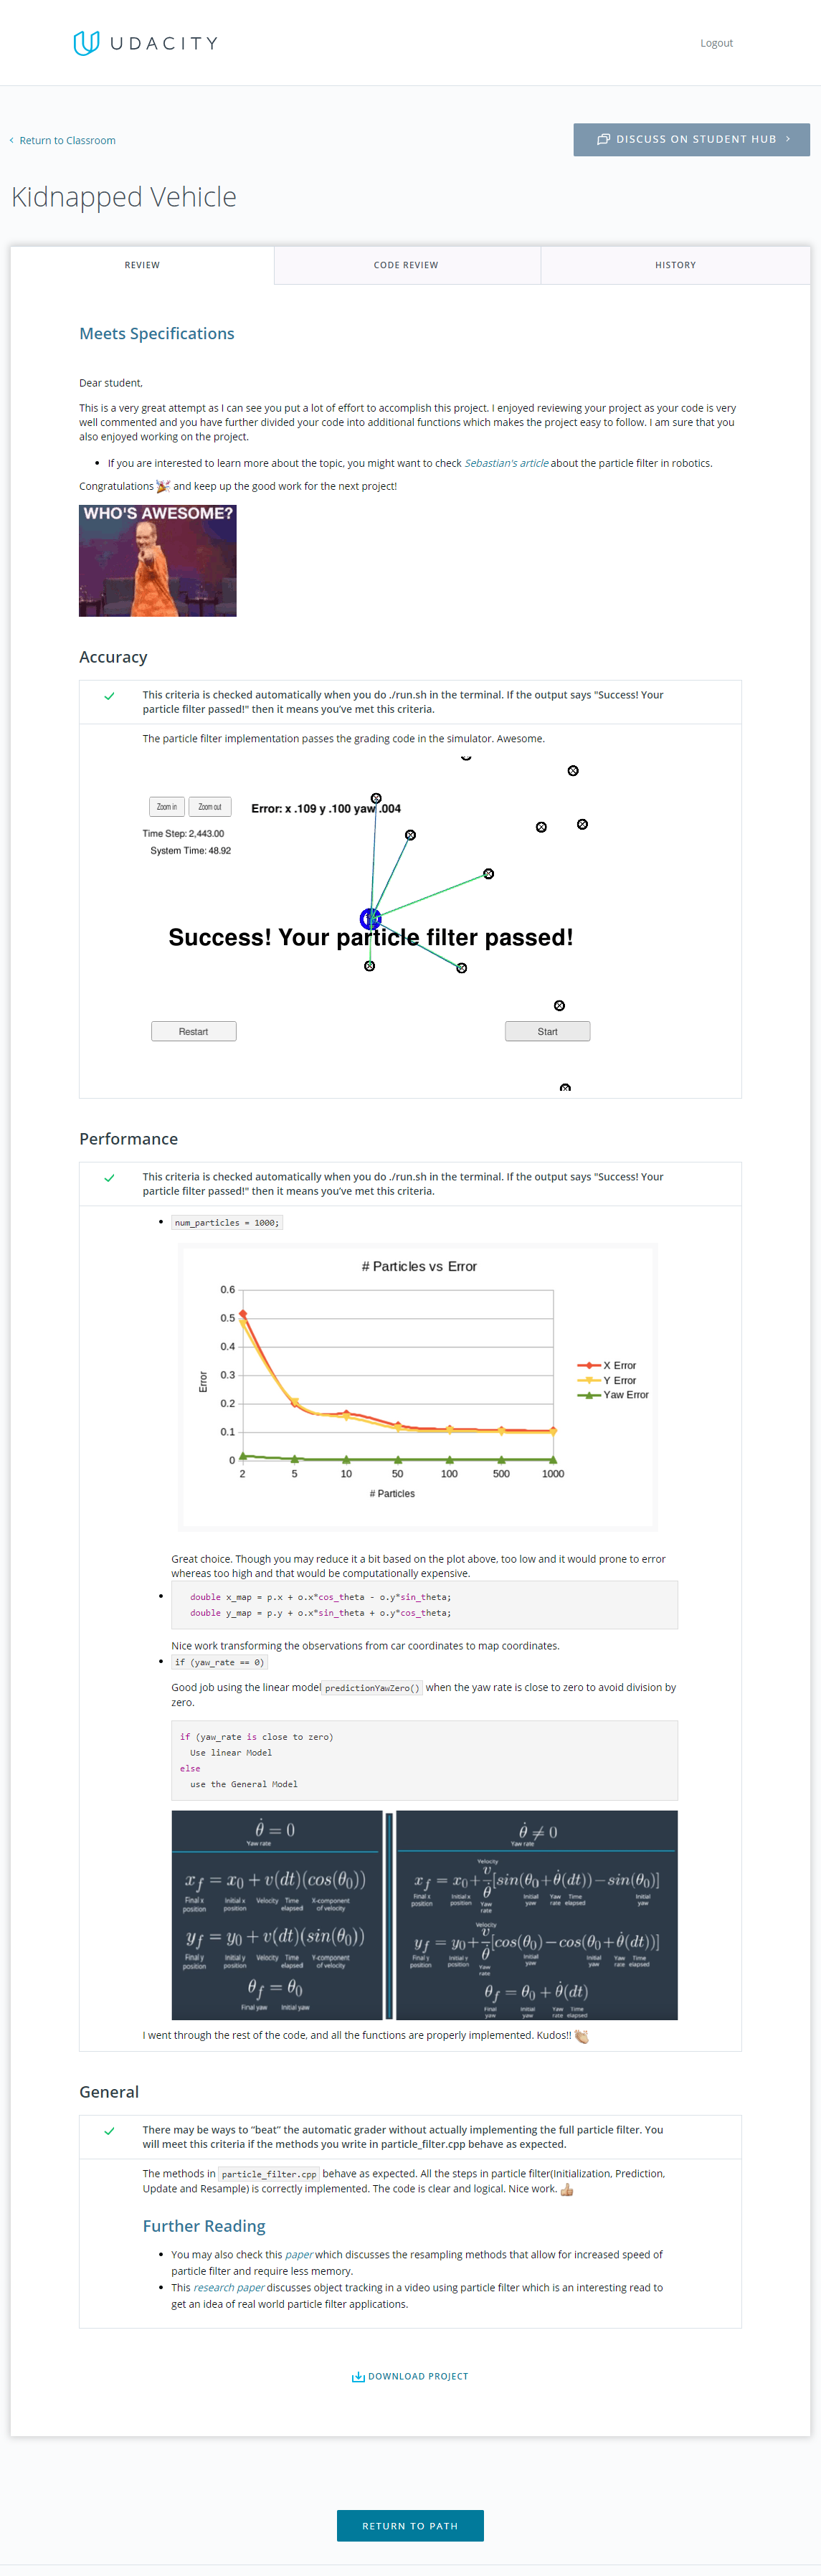 UDACITY
Logout
Return to Classroom
DISCUSS ON STUDENT HUB
Kidnapped Vehicle
REVIEW
CODE REVIEW
HISTORY
Meets Specifications
Dear student,
This is a very great attempt as I can see you put a lot of effort to accomplish this project. I enjoyed reviewing your project as your code is very
well commented and you have further divided your code into additional functions which makes the project easy to follow. I am sure that you
also enjoyed working on the project.
If you are interested to learn more about the topic, you might want to check Sebastian's article about the particle filter in robotics.
Congratulations 🎉 and keep up the good work for the next project!
WHO'S AWESOME?
Accuracy
This criteria is checked automatically when you do ./run.sh in the terminal. If the output says "Success! Your
particle filter passed!" then it means you've met this criteria.
The particle filter implementation passes the grading code in the simulator. Awesome.
Zoom in
Zoom out
Error: x .109 y .100 yaw .004
Time Step: 2,443.00
System Time: 48.92
Success! Your particle filter passed!
Restart
Start
Performance
This criteria is checked automatically when you do ./run.sh in the terminal. If the output says "Success! Your
particle filter passed!" then it means you've met this criteria.
num_particles = 1000;
# Particles vs Error
0.6
0.5
0.4
0.3
0.2
0.1
0
Error
2 5 10 50 100 500 1000
# Particles
X Error
Y Error
Yaw Error
Great choice. Though you may reduce it a bit based on the plot above, too low and it would prone to error
whereas too high and that would be computationally expensive.
double x_map = p.x + o.x*cos_theta - o.y*sin_theta;
double y_map = p.y + o.x*sin_theta + o.y*cos_theta;
Nice work transforming the observations from car coordinates to map coordinates.
if (yaw_rate == 0)
Good job using the linear model predictionYawZero() when the yaw rate is close to zero to avoid division by
zero.
if (yaw_rate is close to zero)
Use linear Model
else
use the General Model
θ̇ = 0
Yaw rate
x_f = x_0 + v(dt)(cos(θ_0))
Final x position
Initial x position
Velocity
Time elapsed
X-component of velocity
y_f = y_0 + v(dt)(sin(θ_0))
Final y position
Initial y position
Velocity
Time elapsed
Y-component of velocity
θ_f = θ_0
Final yaw
Initial yaw
θ̇ ≠ 0
Yaw rate
Velocity
x_f = x_0 + v/θ̇[sin(θ_0 + θ̇(dt)) − sin(θ_0)]
Final x position
Initial x position
Yaw rate
Initial yaw
Yaw rate
Time elapsed
Initial yaw
Velocity
y_f = y_0 + v/θ̇[cos(θ_0) − cos(θ_0 + θ̇(dt))]
Final y position
Initial y position
Yaw rate
Initial yaw
Initial yaw
Yaw rate
Time elapsed
θ_f = θ_0 + θ̇(dt)
Final yaw
Initial yaw
Yaw rate
Time elapsed
I went through the rest of the code, and all the functions are properly implemented. Kudos!! 👏
General
There may be ways to "beat" the automatic grader without actually implementing the full particle filter. You
will meet this criteria if the methods you write in particle_filter.cpp behave as expected.
The methods in particle_filter.cpp behave as expected. All the steps in particle filter(Initialization, Prediction,
Update and Resample) is correctly implemented. The code is clear and logical. Nice work. 👍
Further Reading
You may also check this paper which discusses the resampling methods that allow for increased speed of
particle filter and require less memory.
This research paper discusses object tracking in a video using particle filter which is an interesting read to
get an idea of real world particle filter applications.
DOWNLOAD PROJECT
RETURN TO PATH